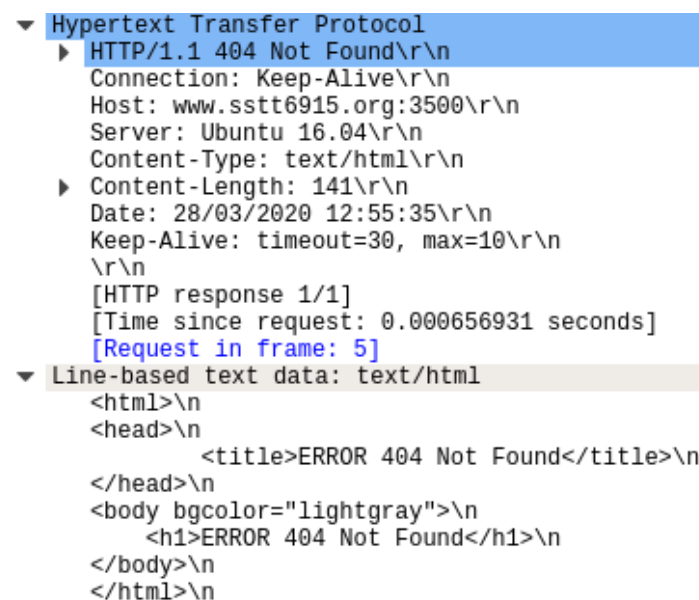 Hypertext Transfer Protocol
HTTP/1.1 404 Not Found\r\n
Connection: Keep-Alive\r\n
Host: www.sstt6915.org:3500\r\n
Server: Ubuntu 16.04\r\n
Content-Type: text/html\r\n
Content-Length: 141\r\n
Date: 28/03/2020 12:55:35\r\n
Keep-Alive: timeout=30, max=10\r\n
\r\n
[HTTP response 1/1]
[Time since request: 0.000656931 seconds]
[Request in frame: 5]
Line-based text data: text/html
<html>\n
<head>\n
<title>ERROR 404 Not Found</title>\n
</head>\n
<body bgcolor="lightgray">\n
<h1>ERROR 404 Not Found</h1>\n
</body>\n
</html>\n